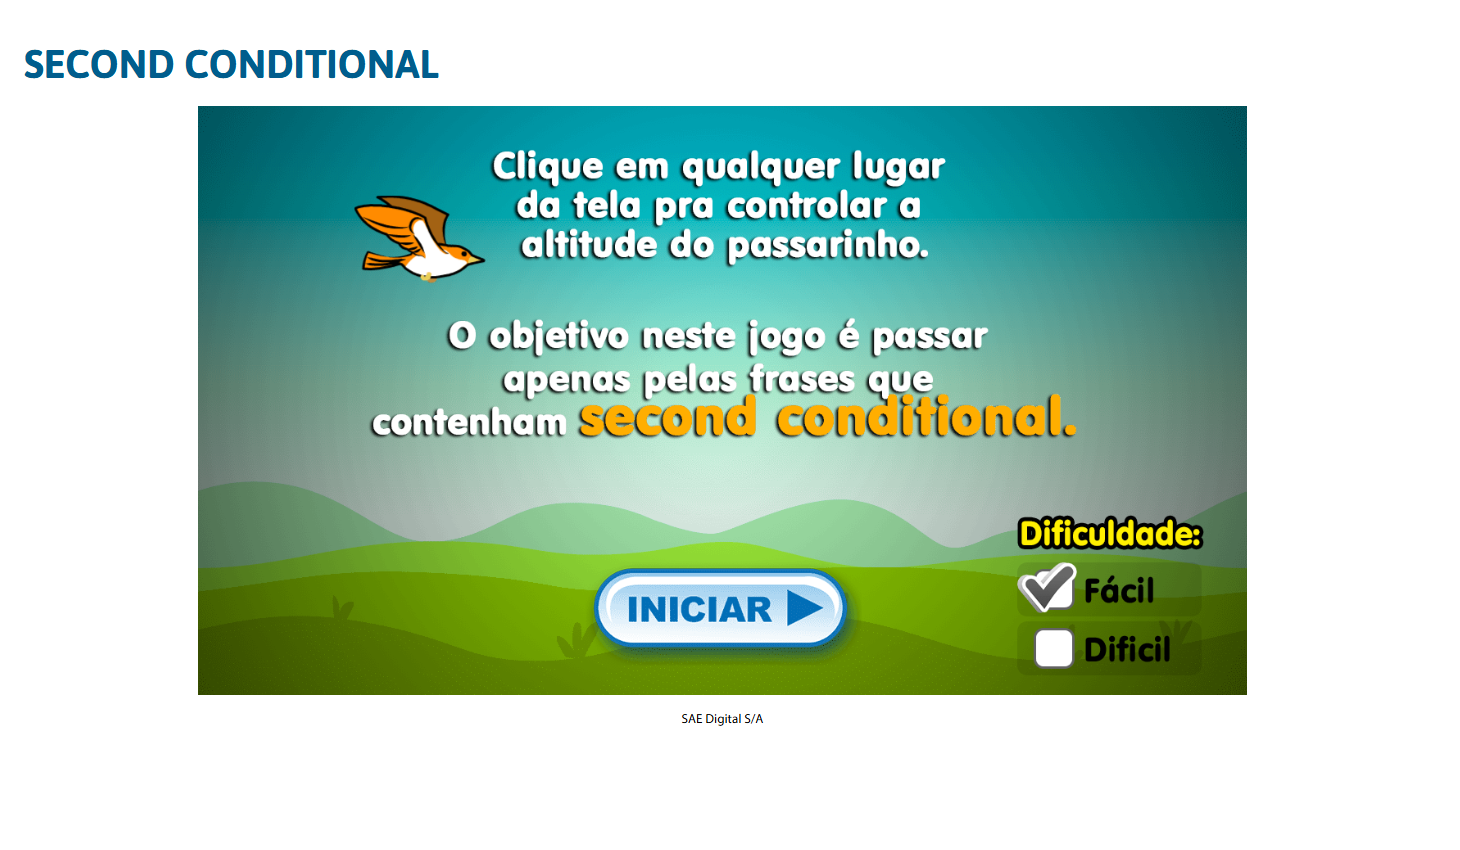 SECOND CONDITIONAL
Clique em qualquer lugar
da tela pra controlar a
altitude do passarinho.
O objetivo neste jogo é passar
apenas pelas frases que
contenham second conditional.
Dificuldade:
Fácil
INICIAR
Dificil
SAE Digital S/A